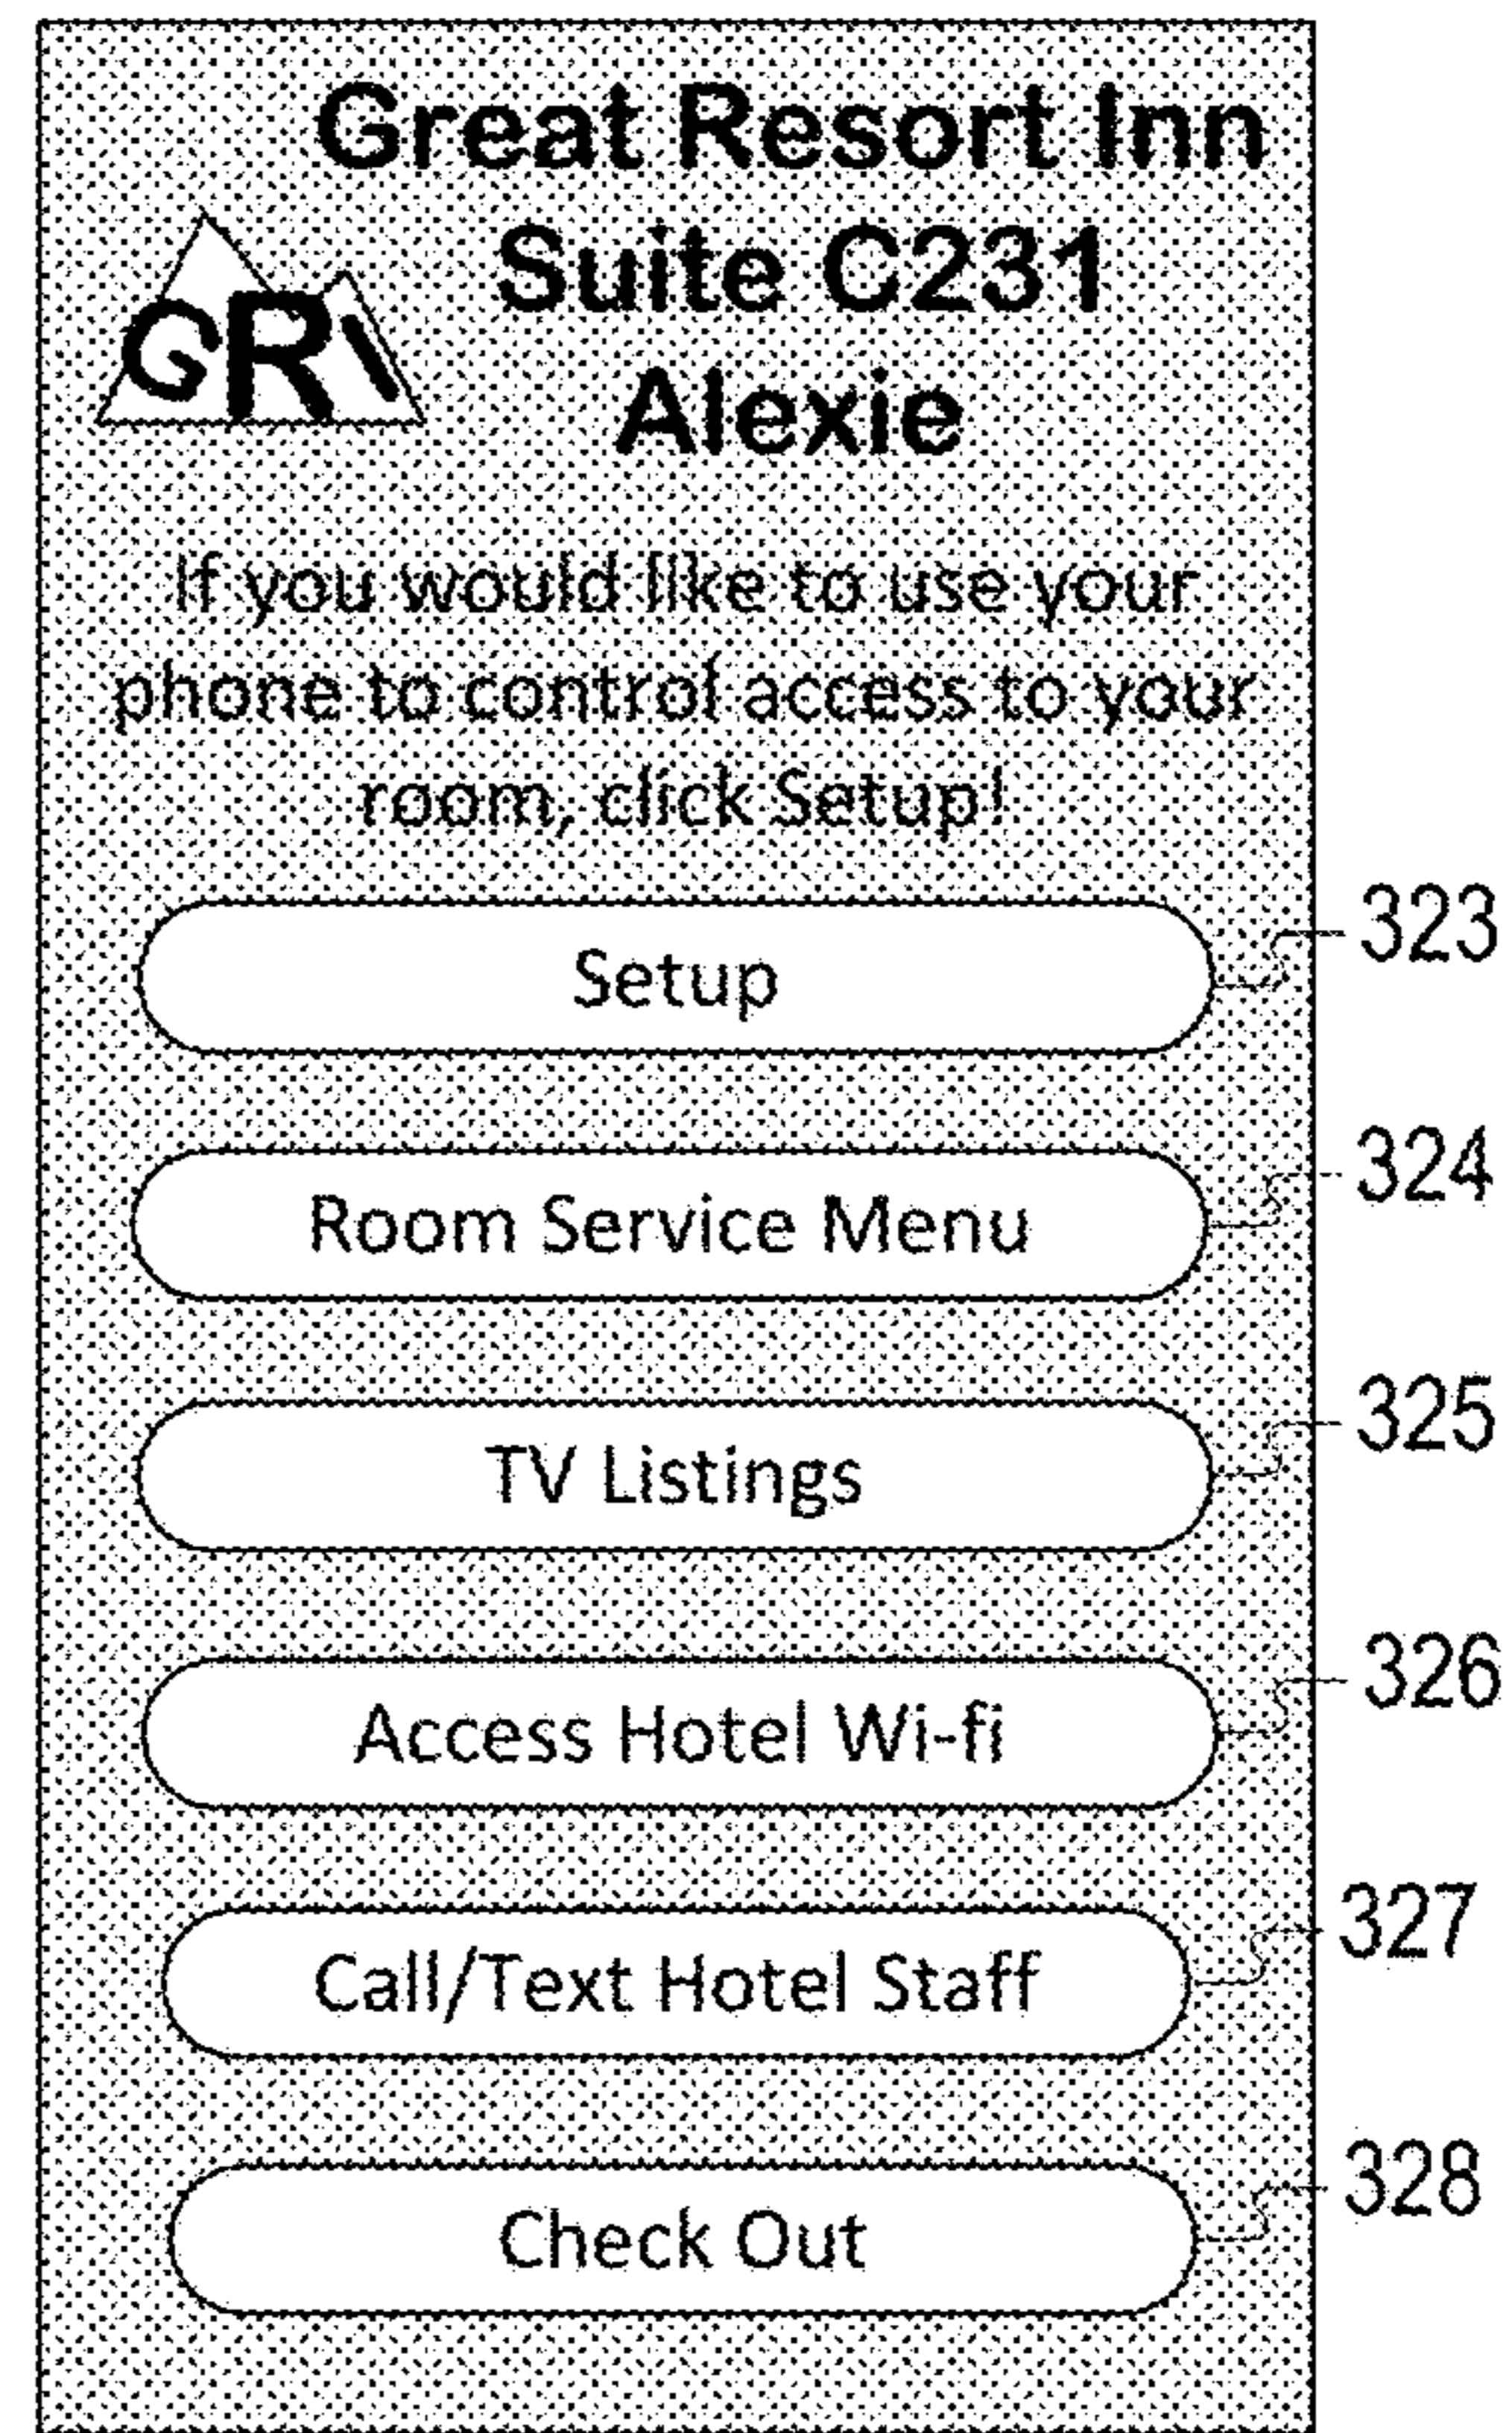 Great Resort Inn
Suite C231
GRI
Alexie
If you would like to use your
phone to control access to your
room, click Setup!
Setup
323
Room Service Menu
324
TV Listings
325
Access Hotel Wi-fi
326
Call/Text Hotel Staff
327
Check Out
328